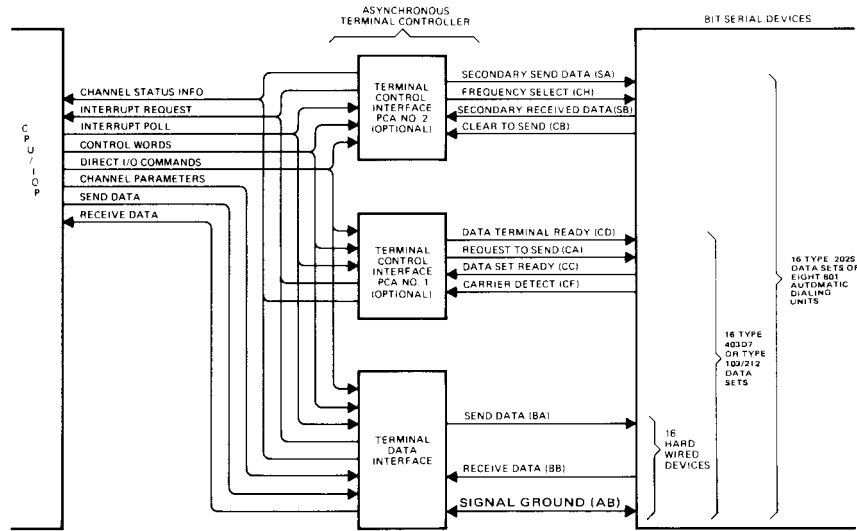 ASYNCHRONOUS
TERMINAL CONTROLLER
BIT SERIAL DEVICES
CPU/IOP
CHANNEL STATUS INFO
INTERRUPT REQUEST
INTERRUPT POLL
CONTROL WORDS
DIRECT I/O COMMANDS
CHANNEL PARAMETERS
SEND DATA
RECEIVE DATA
TERMINAL
CONTROL
INTERFACE
PCA NO. 2
(OPTIONAL)
SECONDARY SEND DATA (SA)
FREQUENCY SELECT (CH)
SECONDARY RECEIVED DATA(SB)
CLEAR TO SEND (CB)
TERMINAL
CONTROL
INTERFACE
PCA NO. 1
(OPTIONAL)
DATA TERMINAL READY (CD)
REQUEST TO SEND (CA)
DATA SET READY (CC)
CARRIER DETECT (CF)
TERMINAL
DATA
INTERFACE
SEND DATA (BA)
RECEIVE DATA (BB)
SIGNAL GROUND (AB)
16
HARD
WIRED
DEVICES
16 TYPE
403D7
OR TYPE
103/212
DATA
SETS
16 TYPE 202S
DATA SETS OR
EIGHT 801
AUTOMATIC
DIALING
UNITS